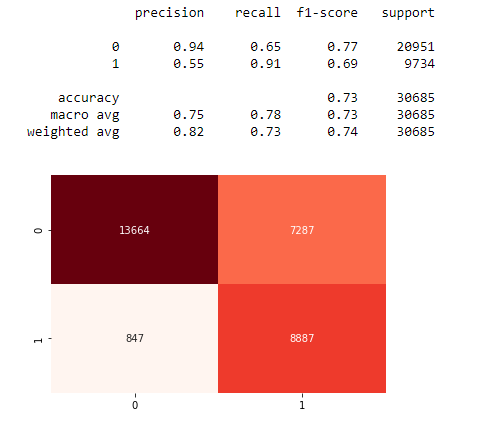 precision recall f1-score support
0 0.94 0.65 0.77 20951
1 0.55 0.91 0.69 9734
accuracy 0.73 30685
macro avg 0.75 0.78 0.73 30685
weighted avg 0.82 0.73 0.74 30685
0 13664 7287
1 847 8887
0 1